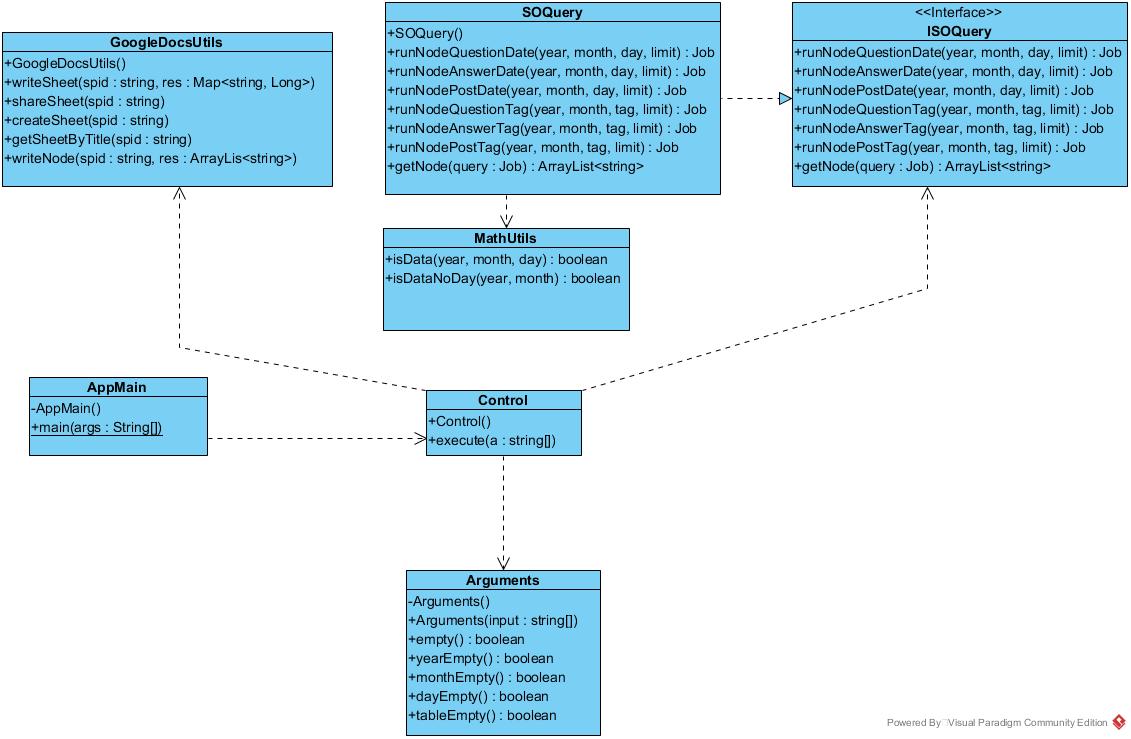 GoogleDocsUtils
+GoogleDocsUtils()
+writeSheet(spid : string, res : Map<string, Long>)
+shareSheet(spid : string)
+createSheet(spid : string)
+getSheetByTitle(spid : string)
+writeNode(spid : string, res : ArrayLis<string>)
SOQuery
+SOQuery()
+runNodeQuestionDate(year, month, day, limit) : Job
+runNodeAnswerDate(year, month, day, limit) : Job
+runNodePostDate(year, month, day, limit) : Job
+runNodeQuestionTag(year, month, tag, limit) : Job
+runNodeAnswerTag(year, month, tag, limit) : Job
+runNodePostTag(year, month, tag, limit) : Job
+getNode(query : Job) : ArrayList<string>
<<Interface>>
ISOQuery
+runNodeQuestionDate(year, month, day, limit) : Job
+runNodeAnswerDate(year, month, day, limit) : Job
+runNodePostDate(year, month, day, limit) : Job
+runNodeQuestionTag(year, month, tag, limit) : Job
+runNodeAnswerTag(year, month, tag, limit) : Job
+runNodePostTag(year, month, tag, limit) : Job
+getNode(query : Job) : ArrayList<string>
MathUtils
+isData(year, month, day) : boolean
+isDataNoDay(year, month) : boolean
AppMain
-AppMain()
+main(args : String[])
Control
+Control()
+execute(a : string[])
Arguments
-Arguments()
+Arguments(input : string[])
+empty() : boolean
+yearEmpty() : boolean
+monthEmpty() : boolean
+dayEmpty() : boolean
+tableEmpty() : boolean
Powered By Visual Paradigm Community Edition